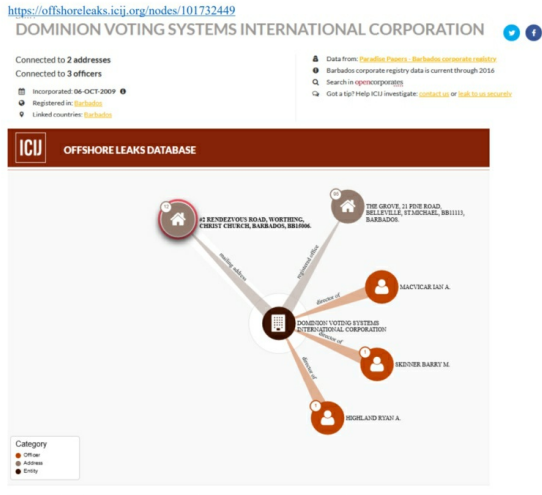 https://offshoreleaks.icij.org/nodes/101732449
DOMINION VOTING SYSTEMS INTERNATIONAL CORPORATION
Connected to 2 addresses
Connected to 3 officers
Incorporated: 06-OCT-2009
Registered in: Barbados
Linked countries: Barbados
Data from: Paradise Papers - Barbados corporate registry
Barbados corporate registry data is current through 2016
Search in opencorporates
Got a tip? Help ICIJ investigate: contact us or leak to us securely
ICIJ
OFFSHORE LEAKS DATABASE
#2 RENDEZVOUS ROAD, WORTHING,
CHRIST CHURCH, BARBADOS, BB15006.
THE GROVE, 21 PINE ROAD,
BELLEVILLE, ST.MICHAEL, BB11113,
BARBADOS.
mailing address
registered office
director of
MACVICAR IAN A.
DOMINION VOTING SYSTEMS
INTERNATIONAL CORPORATION
director of
SKINNER BARRY M.
director of
HIGHLAND RYAN A.
Category
Officer
Address
Entity